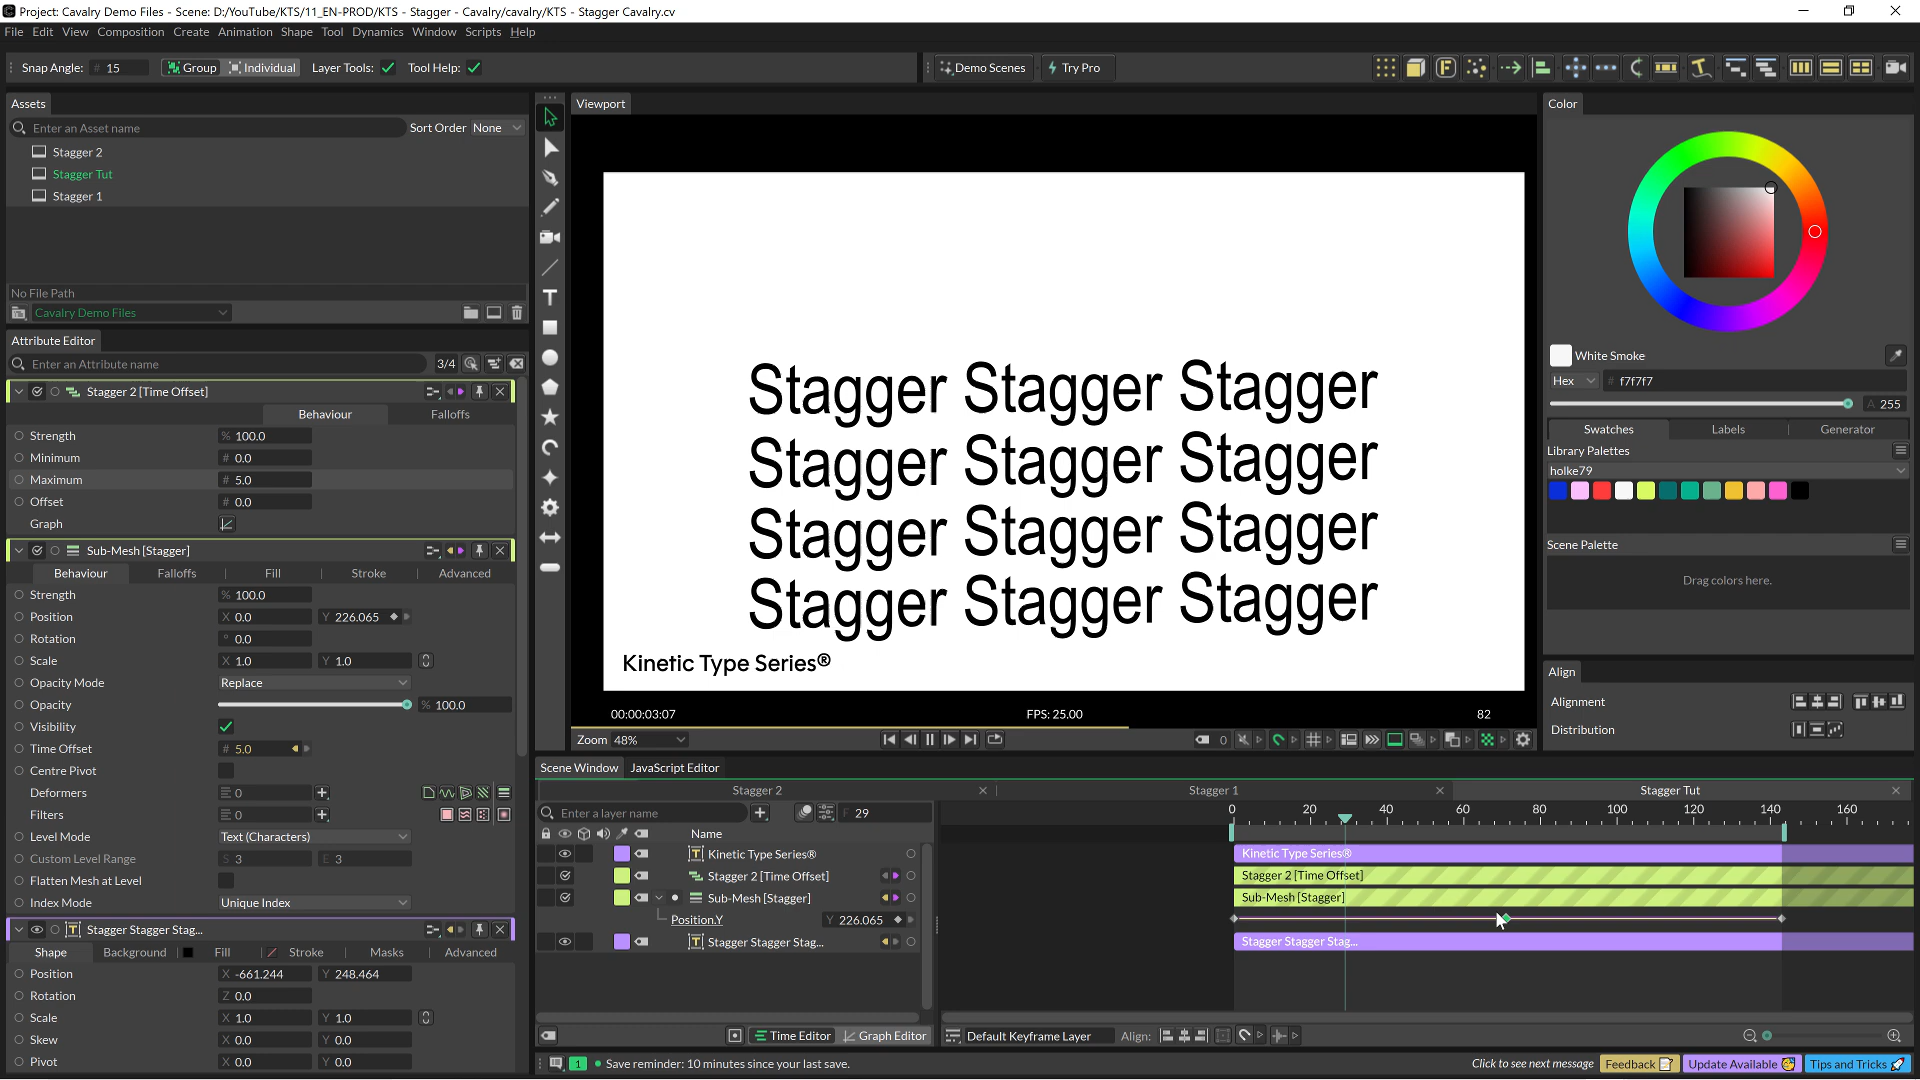 Project: Cavalry Demo Files - Scene: D:/YouTube/KTS/11_EN-PROD/KTS - Stagger - Cavalry/cavalry/KTS - Stagger Cavalry.cv
File Edit View Composition Create Animation Shape Tool Dynamics Window Scripts Help
Snap Angle: # 15 Group Individual Layer Tools: Tool Help: Demo Scenes Try Pro
Assets
Enter an Asset name Sort Order None
Stagger 2
Stagger Tut
Stagger 1
No File Path
Cavalry Demo Files
Attribute Editor
Enter an Attribute name 3/4
Stagger 2 [Time Offset]
Behaviour Falloffs
Strength % 100.0
Minimum # 0.0
Maximum # 5.0
Offset # 0.0
Graph
Sub-Mesh [Stagger]
Behaviour Falloffs Fill Stroke Advanced
Strength % 100.0
Position X 0.0 Y 226.065
Rotation ° 0.0
Scale X 1.0 Y 1.0
Opacity Mode Replace
Opacity % 100.0
Visibility
Time Offset # 5.0
Centre Pivot
Deformers 0
Filters 0
Level Mode Text (Characters)
Custom Level Range S 3 E 3
Flatten Mesh at Level
Index Mode Unique Index
Stagger Stagger Stag...
Shape Background Fill Stroke Masks Advanced
Position X -661.244 Y 248.464
Rotation Z 0.0
Scale X 1.0 Y 1.0
Skew X 0.0 Y 0.0
Pivot X 0.0 Y 0.0
Viewport
Stagger Stagger Stagger
Stagger Stagger Stagger
Stagger Stagger Stagger
Stagger Stagger Stagger
Kinetic Type Series®
00:00:03:07 FPS: 25.00 82
Zoom 48% 0
Scene Window JavaScript Editor
Stagger 2 Stagger 1 Stagger Tut
Enter a layer name F 29
0 20 40 60 80 100 120 140 160
Name
Kinetic Type Series® Kinetic Type Series®
Stagger 2 [Time Offset] Stagger 2 [Time Offset]
Sub-Mesh [Stagger] Sub-Mesh [Stagger]
Position.Y Y 226.065
Stagger Stagger Stag... Stagger Stagger Stag...
Time Editor Graph Editor Default Keyframe Layer Align:
1 Save reminder: 10 minutes since your last save. Click to see next message Feedback Update Available Tips and Tricks
Color
White Smoke
Hex # f7f7f7
A 255
Swatches Labels Generator
Library Palettes
holke79
Scene Palette
Drag colors here.
Align
Alignment
Distribution